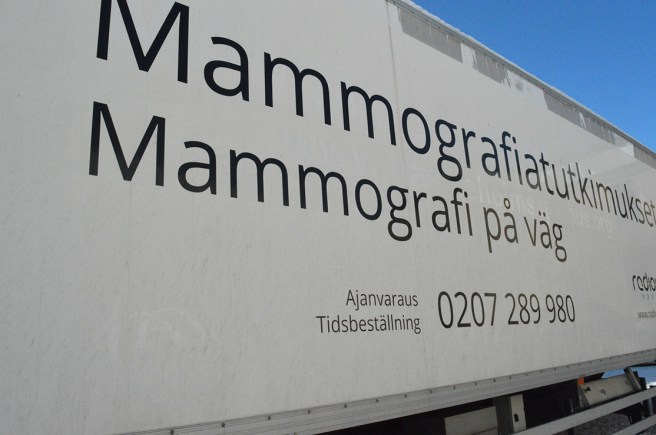 Mammografiatutkimukset
Mammografi på väg
Ajanvaraus
Tidsbeställning
0207 289 980